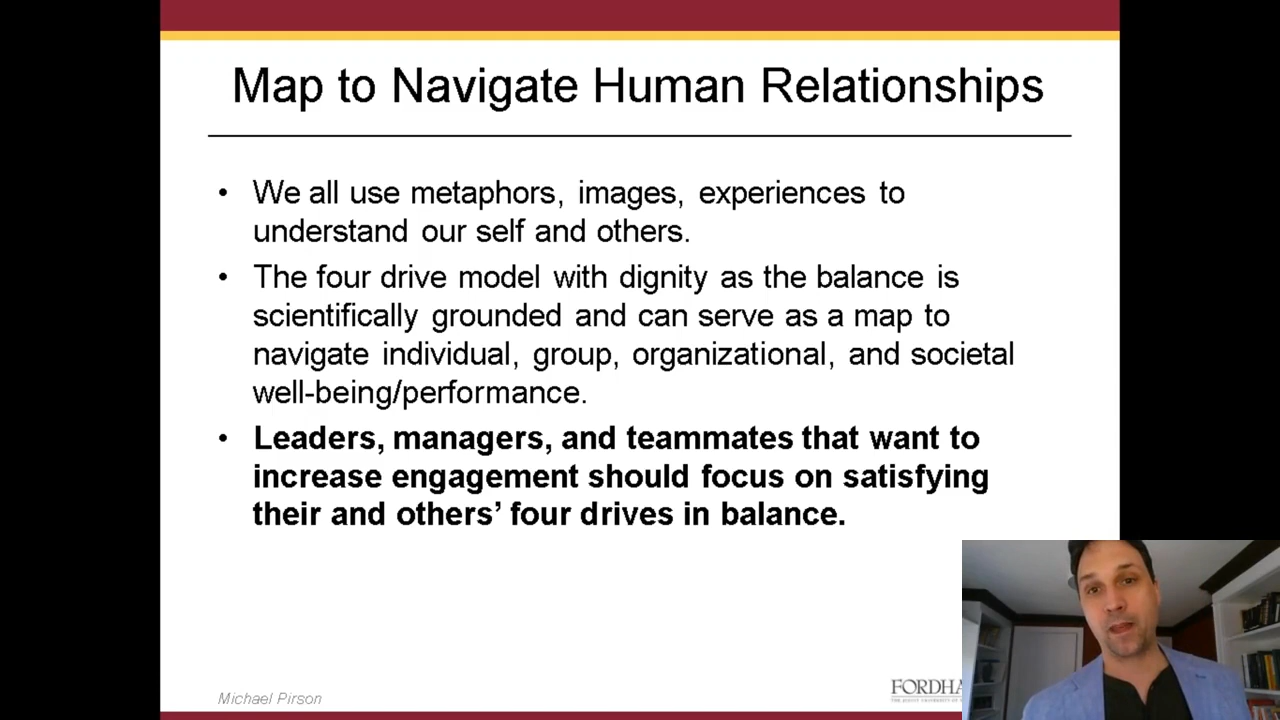 Map to Navigate Human Relationships
• We all use metaphors, images, experiences to
understand our self and others.
• The four drive model with dignity as the balance is
scientifically grounded and can serve as a map to
navigate individual, group, organizational, and societal
well-being/performance.
• Leaders, managers, and teammates that want to
increase engagement should focus on satisfying
their and others’ four drives in balance.
Michael Pirson